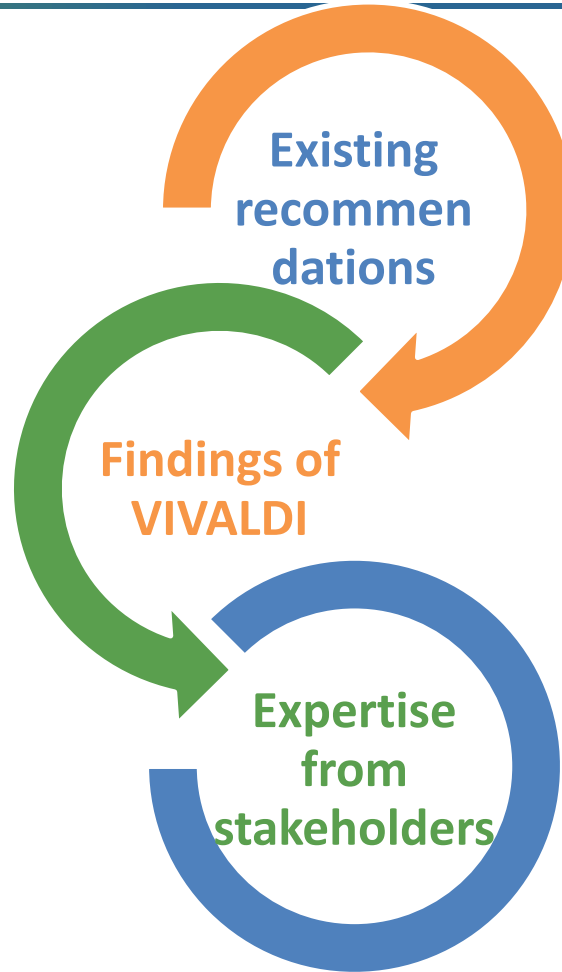 Existing
recommen
dations
Findings of
VIVALDI
Expertise
from
stakeholders